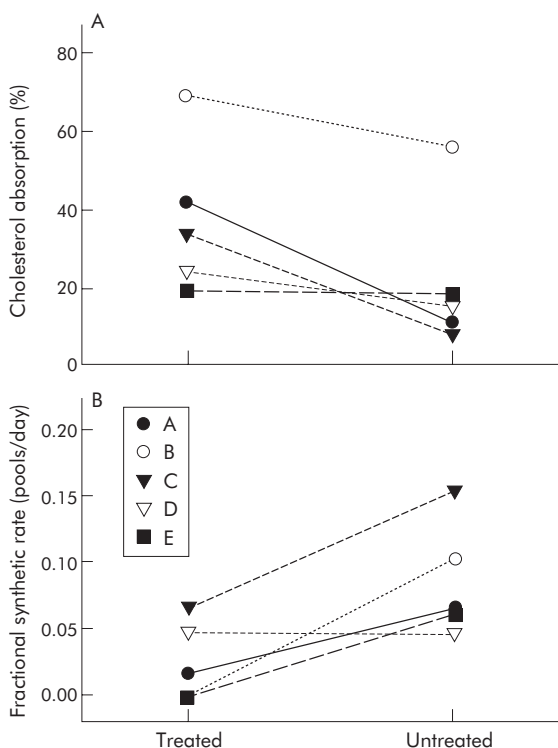 A
Cholesterol absorption (%)
80
60
40
20
0
B
Fractional synthetic rate (pools/day)
0.20
0.15
0.10
0.05
0.00
A
B
C
D
E
Treated
Untreated